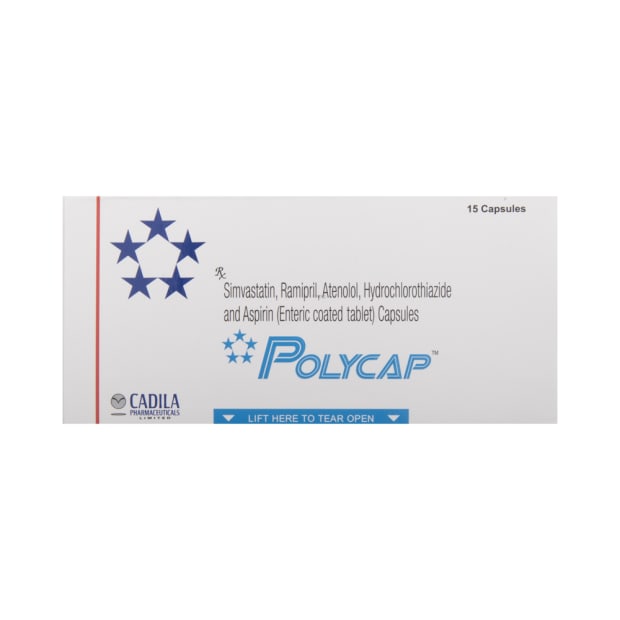 15 Capsules
Rx
Simvastatin, Ramipril, Atenolol, Hydrochlorothiazide
and Aspirin (Enteric coated tablet) Capsules
POLYCAP™
CADILA
PHARMACEUTICALS
LIMITED
LIFT HERE TO TEAR OPEN